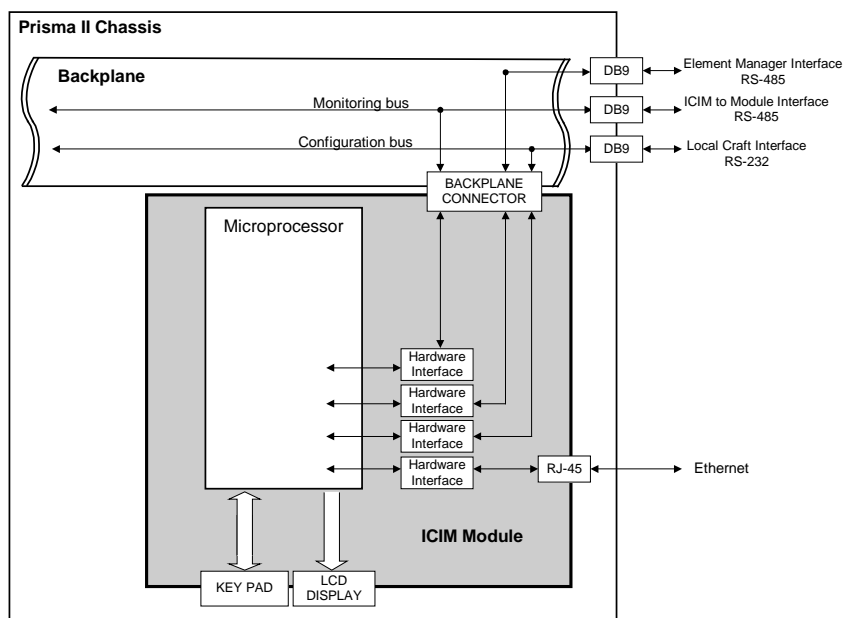 Prisma II Chassis
Backplane
Element Manager Interface
RS-485
DB9
Monitoring bus
DB9
ICIM to Module Interface
RS-485
Configuration bus
DB9
Local Craft Interface
RS-232
BACKPLANE
CONNECTOR
Microprocessor
Hardware
Interface
Hardware
Interface
Hardware
Interface
Hardware
Interface
RJ-45
Ethernet
ICIM Module
KEY PAD
LCD
DISPLAY